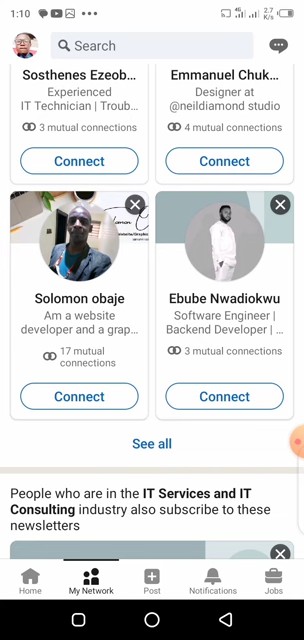 1:10
4G
2.7
K/s
Search
Sosthenes Ezeob...
Emmanuel Chuk...
Experienced
IT Technician | Troub...
Designer at
@neildiamond studio
3 mutual connections
4 mutual connections
Connect
Connect
Solomon obaje
Ebube Nwadiokwu
Am a website
developer and a grap...
Software Engineer |
Backend Developer | ...
17 mutual
connections
3 mutual connections
Connect
Connect
See all
People who are in the IT Services and IT
Consulting industry also subscribe to these
newsletters
Home
My Network
Post
Notifications
Jobs